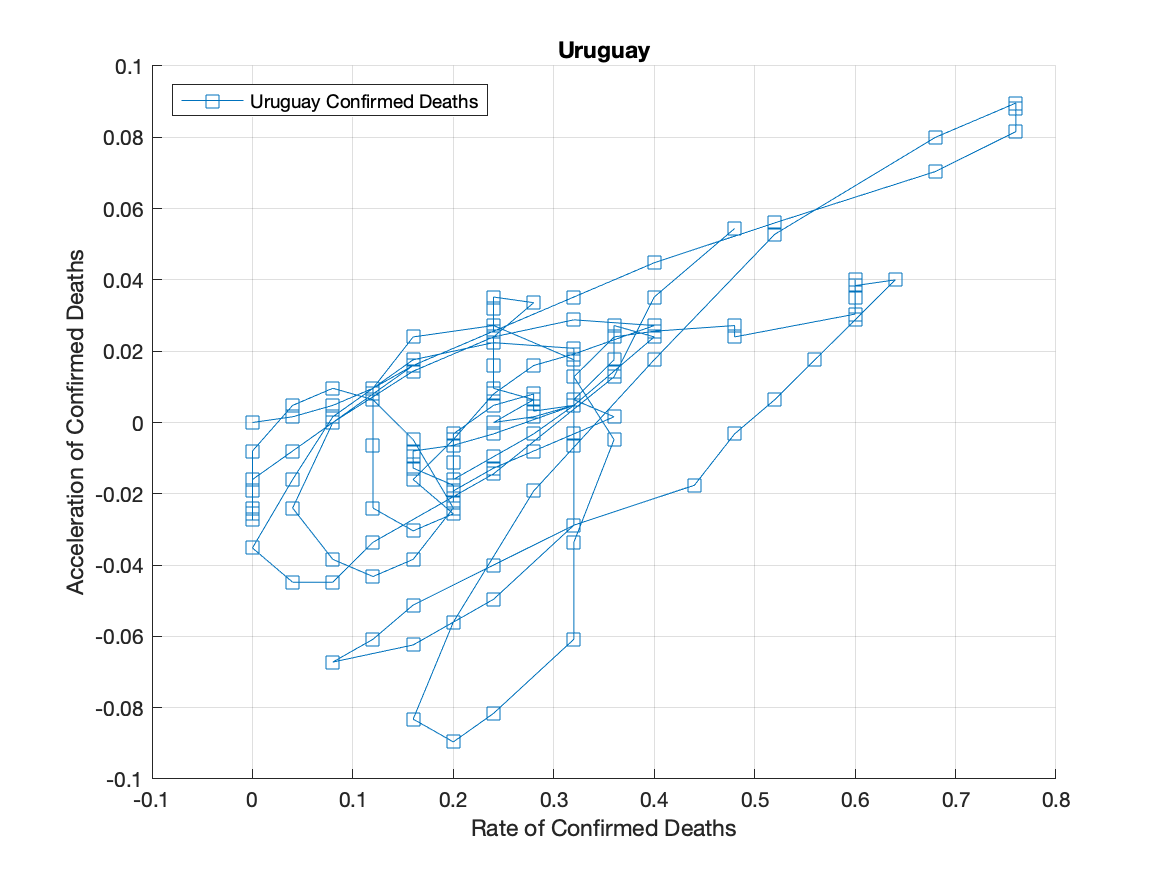 Uruguay
Uruguay Confirmed Deaths
0.1
0.08
0.06
0.04
0.02
0
-0.02
-0.04
-0.06
-0.08
-0.1
Acceleration of Confirmed Deaths
-0.1 0 0.1 0.2 0.3 0.4 0.5 0.6 0.7 0.8
Rate of Confirmed Deaths